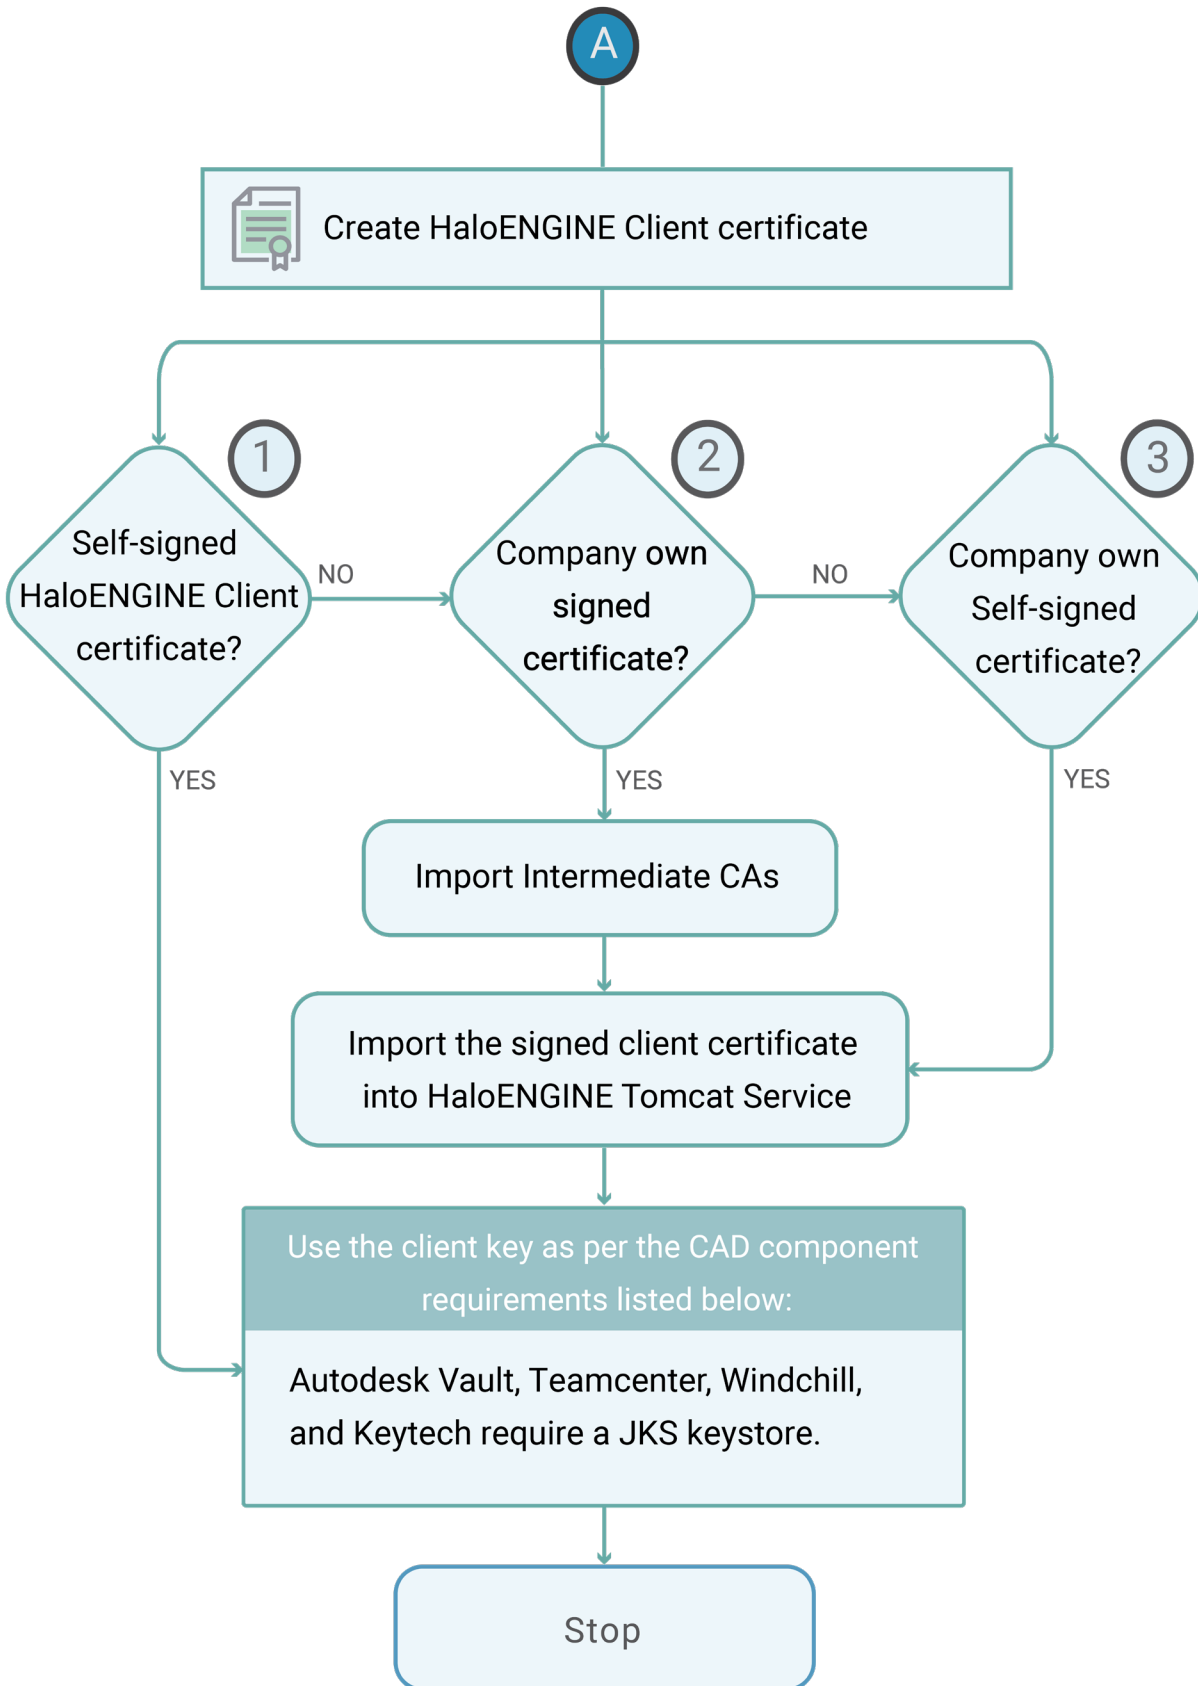 A
Create HaloENGINE Client certificate
1
2
3
Self-signed
HaloENGINE Client
certificate?
NO
Company own
signed
certificate?
NO
Company own
Self-signed
certificate?
YES
YES
YES
Import Intermediate CAs
Import the signed client certificate
into HaloENGINE Tomcat Service
Use the client key as per the CAD component
requirements listed below:
Autodesk Vault, Teamcenter, Windchill,
and Keytech require a JKS keystore.
Stop